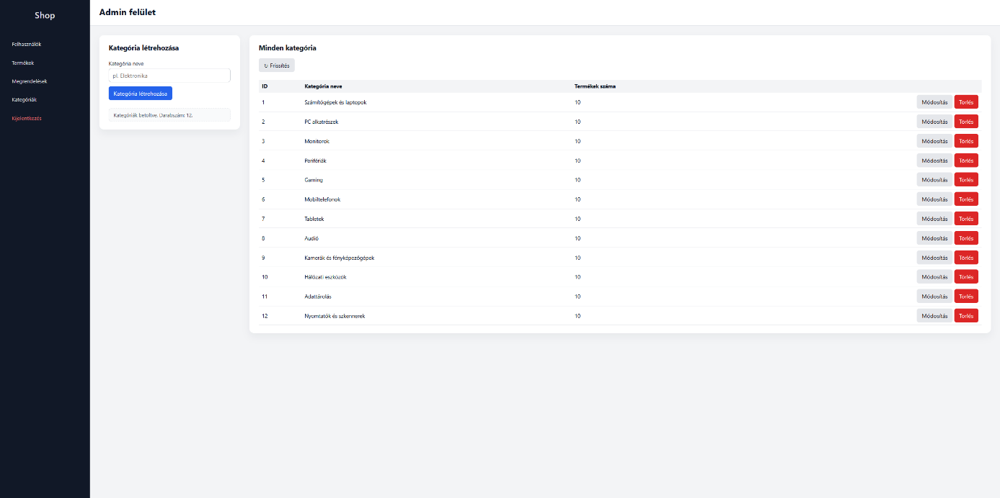 Shop
Felhasználók
Termékek
Megrendelések
Kategóriák
Kijelentkezés
Admin felület
Kategória létrehozása
Kategória neve
pl. Elektronika
Kategória létrehozása
Kategóriák betöltve. Darabszám: 12.
Minden kategória
↻ Frissítés
ID Kategória neve Termékek száma
1 Számítógépek és laptopok 10 Módosítás Törlés
2 PC alkatrészek 10 Módosítás Törlés
3 Monitorok 10 Módosítás Törlés
4 Perifériák 10 Módosítás Törlés
5 Gaming 10 Módosítás Törlés
6 Mobiltelefonok 10 Módosítás Törlés
7 Tabletek 10 Módosítás Törlés
8 Audió 10 Módosítás Törlés
9 Kamerák és fényképezőgépek 10 Módosítás Törlés
10 Hálózati eszközök 10 Módosítás Törlés
11 Adattárolás 10 Módosítás Törlés
12 Nyomtatók és szkennerek 10 Módosítás Törlés